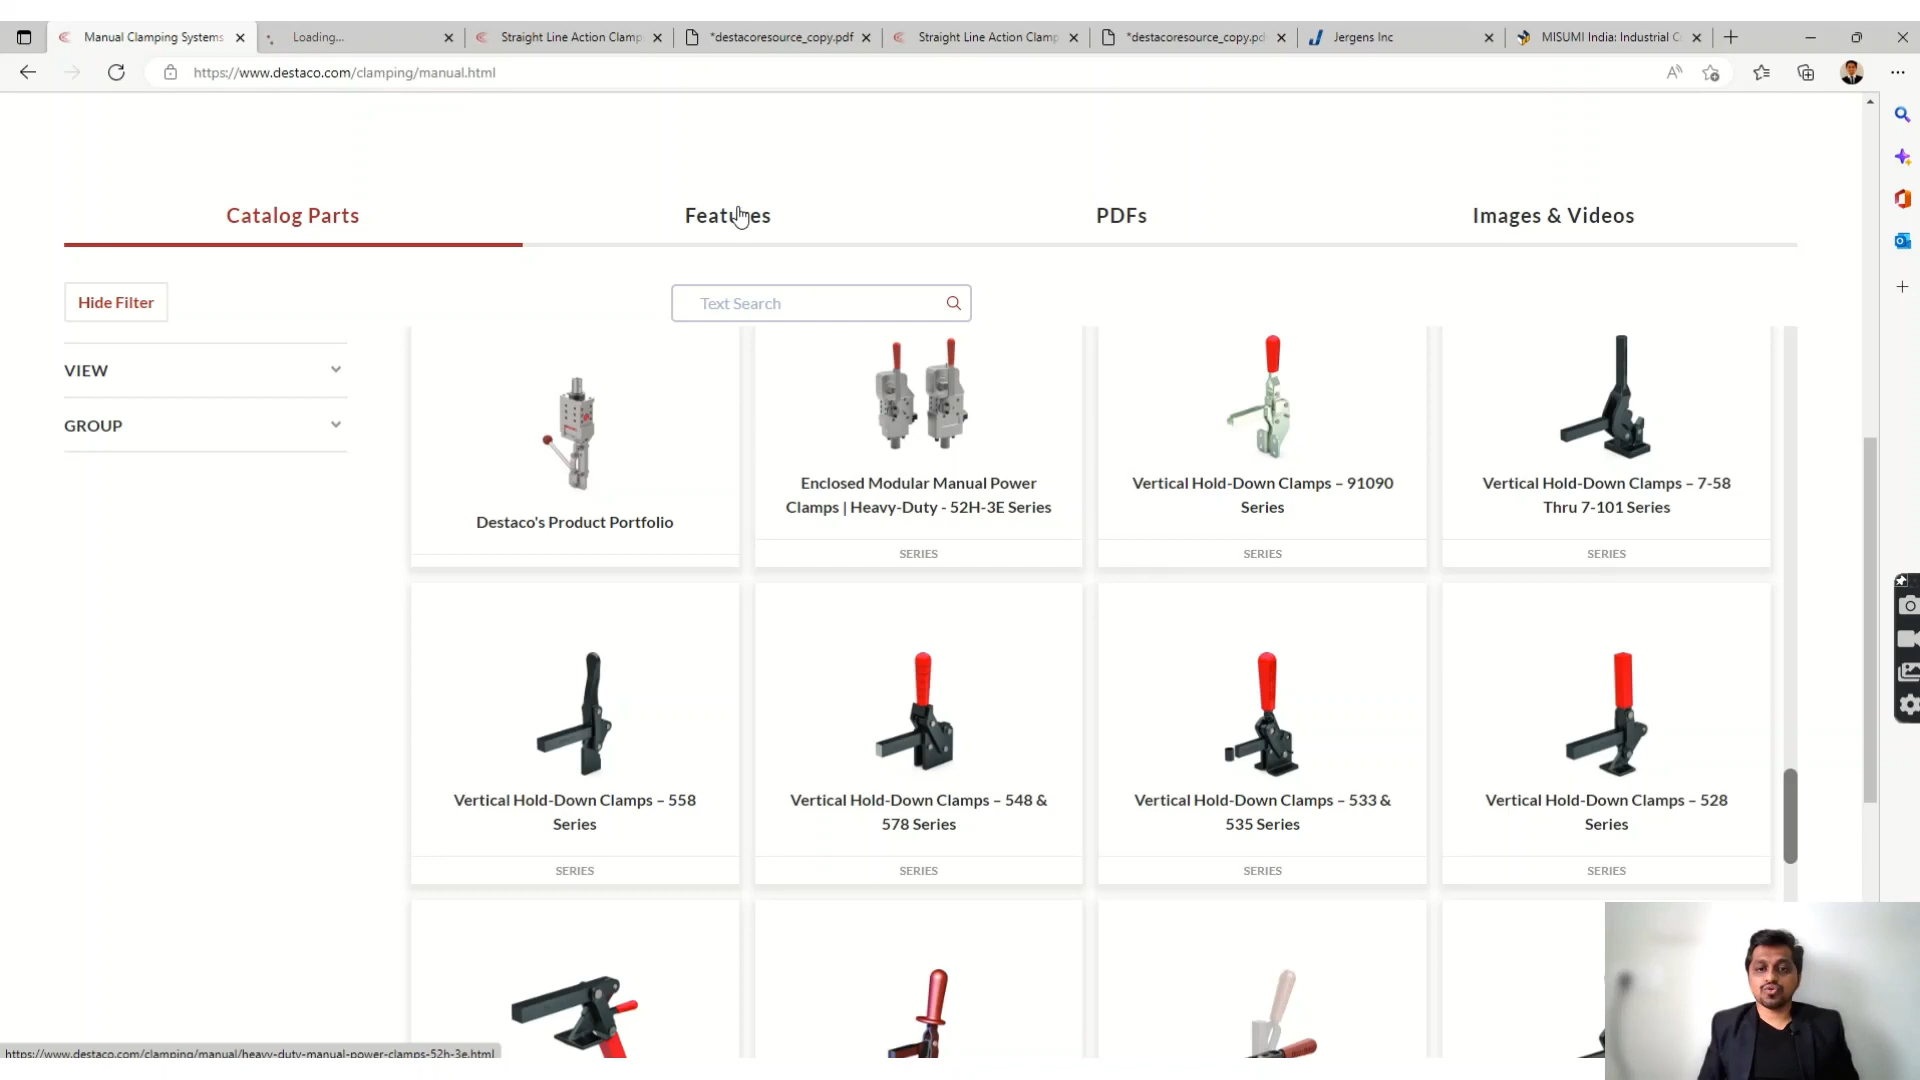 Manual Clamping Systems
Loading...
Straight Line Action Clamp
*destacoresource_copy.pdf
Straight Line Action Clamp
*destacoresource_copy.pd
Jergens Inc
MISUMI India: Industrial C
https://www.destaco.com/clamping/manual.html
Catalog Parts
Features
PDFs
Images & Videos
Hide Filter
Text Search
VIEW
GROUP
Destaco's Product Portfolio
Enclosed Modular Manual Power
Clamps | Heavy-Duty - 52H-3E Series
SERIES
Vertical Hold-Down Clamps – 91090
Series
SERIES
Vertical Hold-Down Clamps – 7-58
Thru 7-101 Series
SERIES
Vertical Hold-Down Clamps – 558
Series
SERIES
Vertical Hold-Down Clamps – 548 &
578 Series
SERIES
Vertical Hold-Down Clamps – 533 &
535 Series
SERIES
Vertical Hold-Down Clamps – 528
Series
SERIES
https://www.destaco.com/clamping/manual/heavy-duty-manual-power-clamps-52h-3e.html